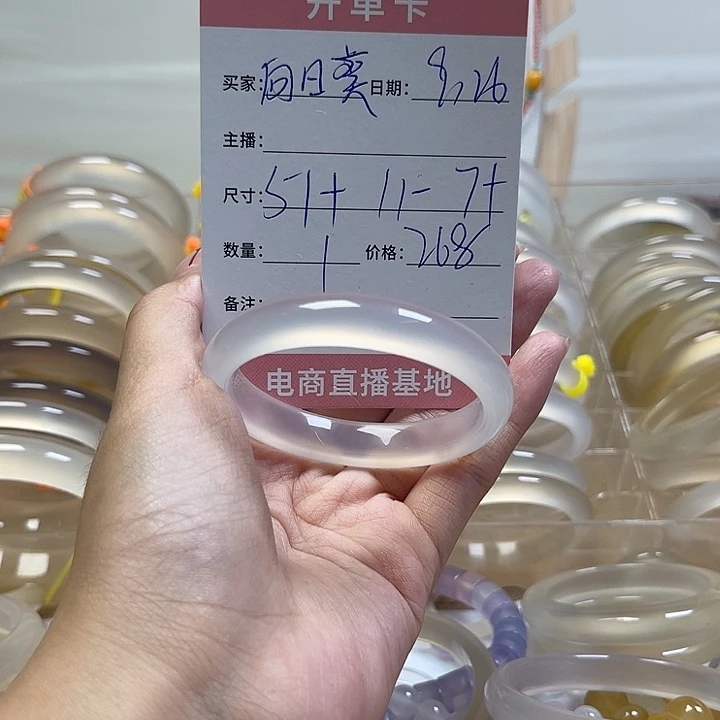 开单卡
买家: 向日葵 日期: 8.26
主播:
尺寸: 51+ 11- 7+
数量: 1 价格: 268
备注:
电商直播基地